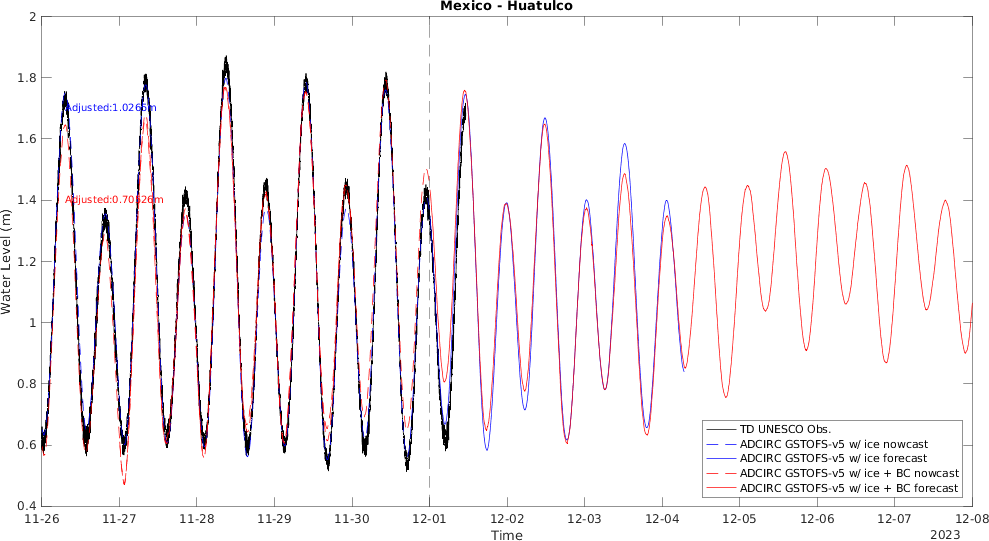 Mexico - Huatulco
2
1.8
1.6
1.4
1.2
1
0.8
0.6
0.4
Water Level (m)
Adjusted:1.0266m
Adjusted:0.70526m
TD UNESCO Obs.
ADCIRC GSTOFS-v5 w/ ice nowcast
ADCIRC GSTOFS-v5 w/ ice forecast
ADCIRC GSTOFS-v5 w/ ice + BC nowcast
ADCIRC GSTOFS-v5 w/ ice + BC forecast
11-26 11-27 11-28 11-29 11-30 12-01 12-02 12-03 12-04 12-05 12-06 12-07 12-08
Time
2023